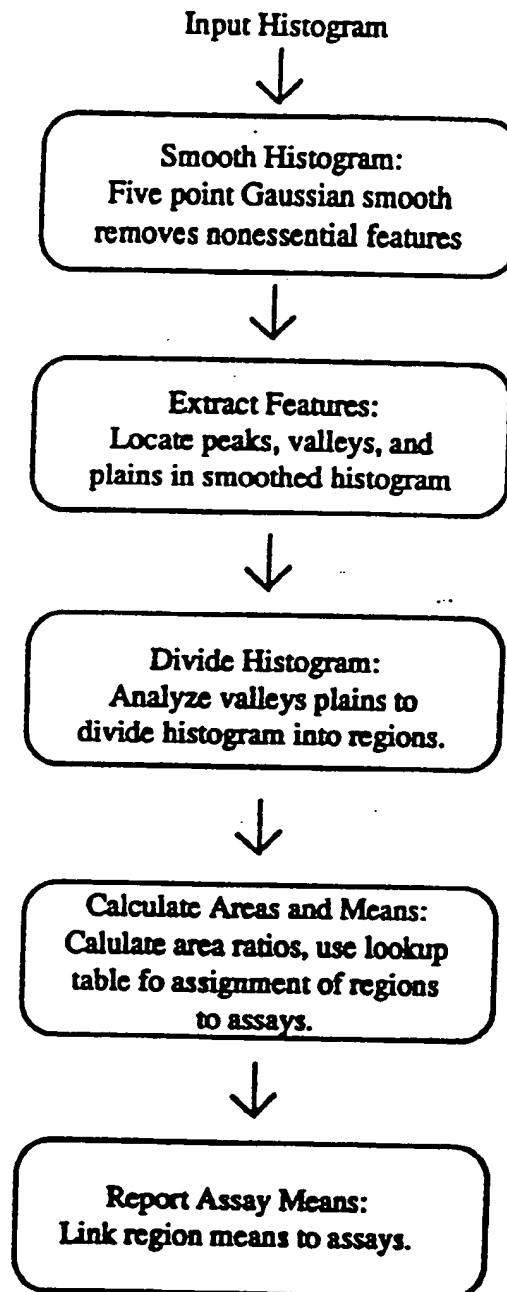 Input Histogram
Smooth Histogram:
Five point Gaussian smooth
removes nonessential features
Extract Features:
Locate peaks, valleys, and
plains in smoothed histogram
Divide Histogram:
Analyze valleys plains to
divide histogram into regions.
Calculate Areas and Means:
Calulate area ratios, use lookup
table fo assignment of regions
to assays.
Report Assay Means:
Link region means to assays.